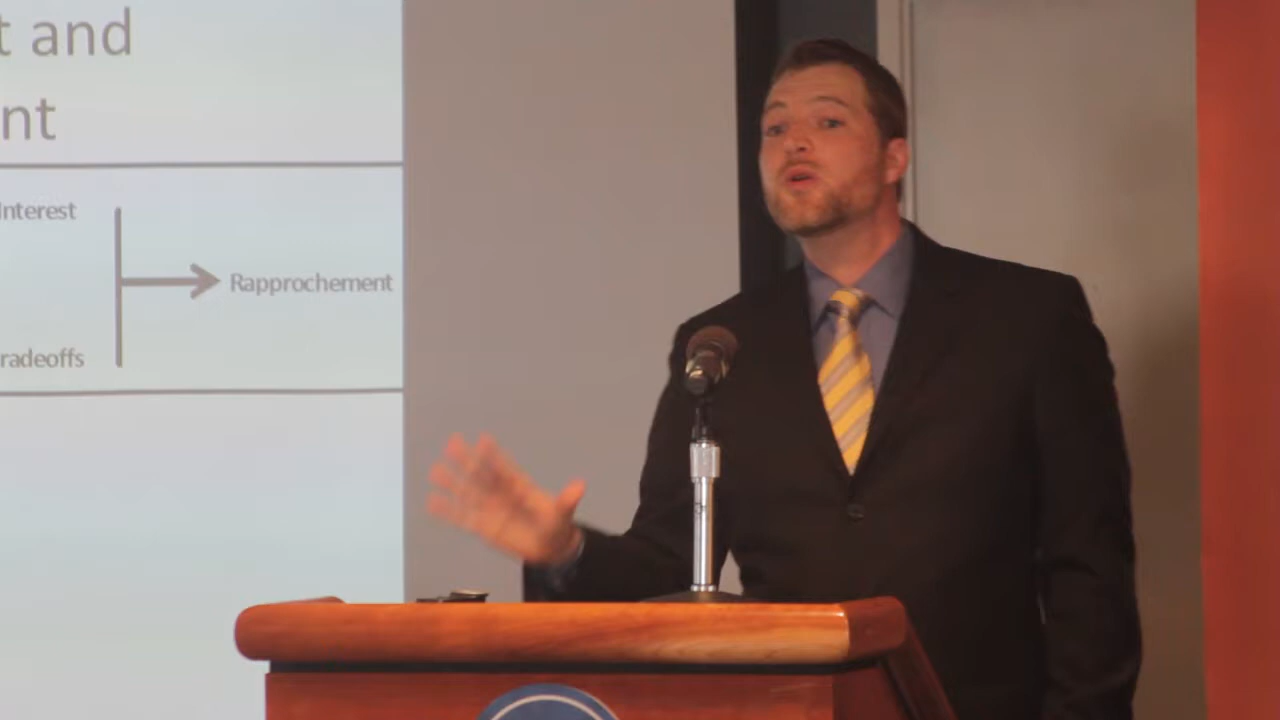 t and
nt
Interest
Rapprochement
radeoffs